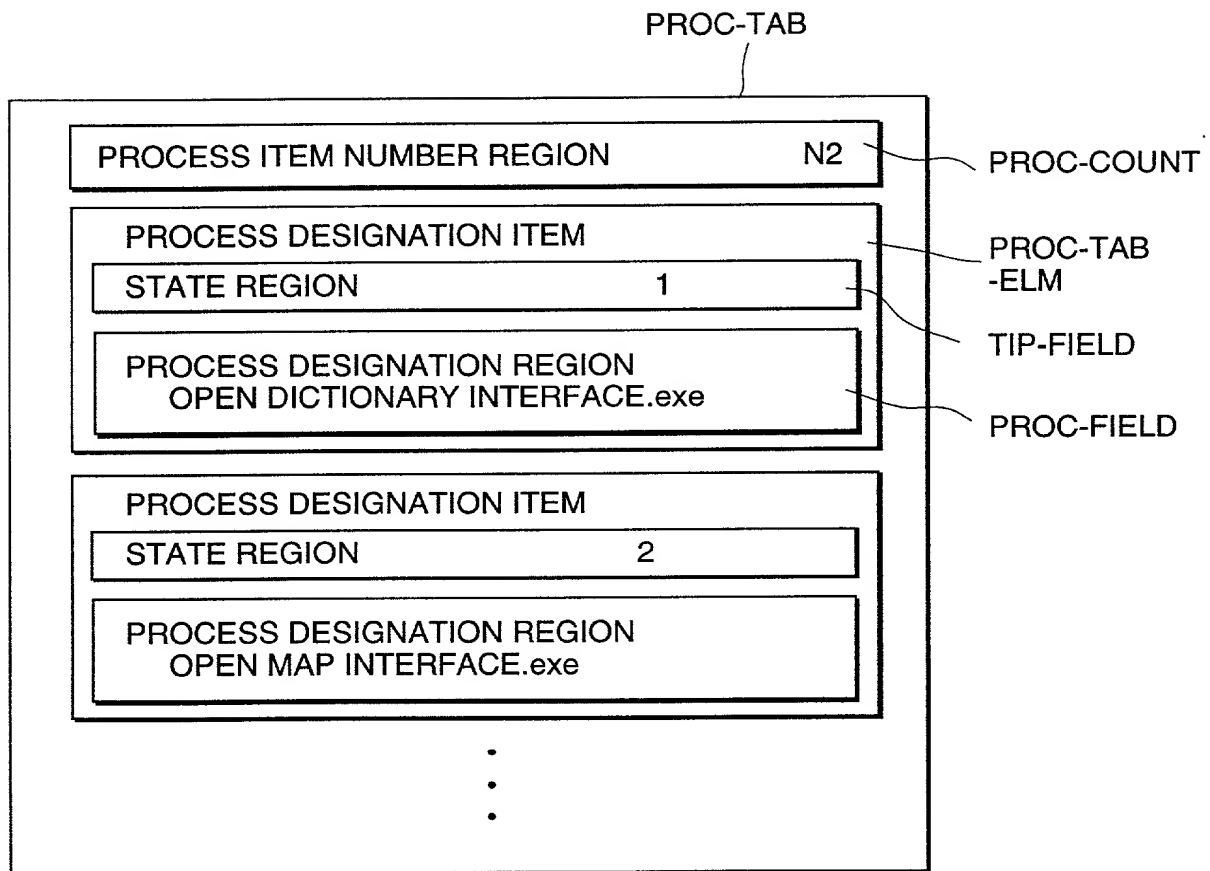 PROC-TAB
PROCESS ITEM NUMBER REGION N2
PROC-COUNT
PROCESS DESIGNATION ITEM
PROC-TAB
-ELM
STATE REGION 1
TIP-FIELD
PROCESS DESIGNATION REGION
OPEN DICTIONARY INTERFACE.exe
PROC-FIELD
PROCESS DESIGNATION ITEM
STATE REGION 2
PROCESS DESIGNATION REGION
OPEN MAP INTERFACE.exe